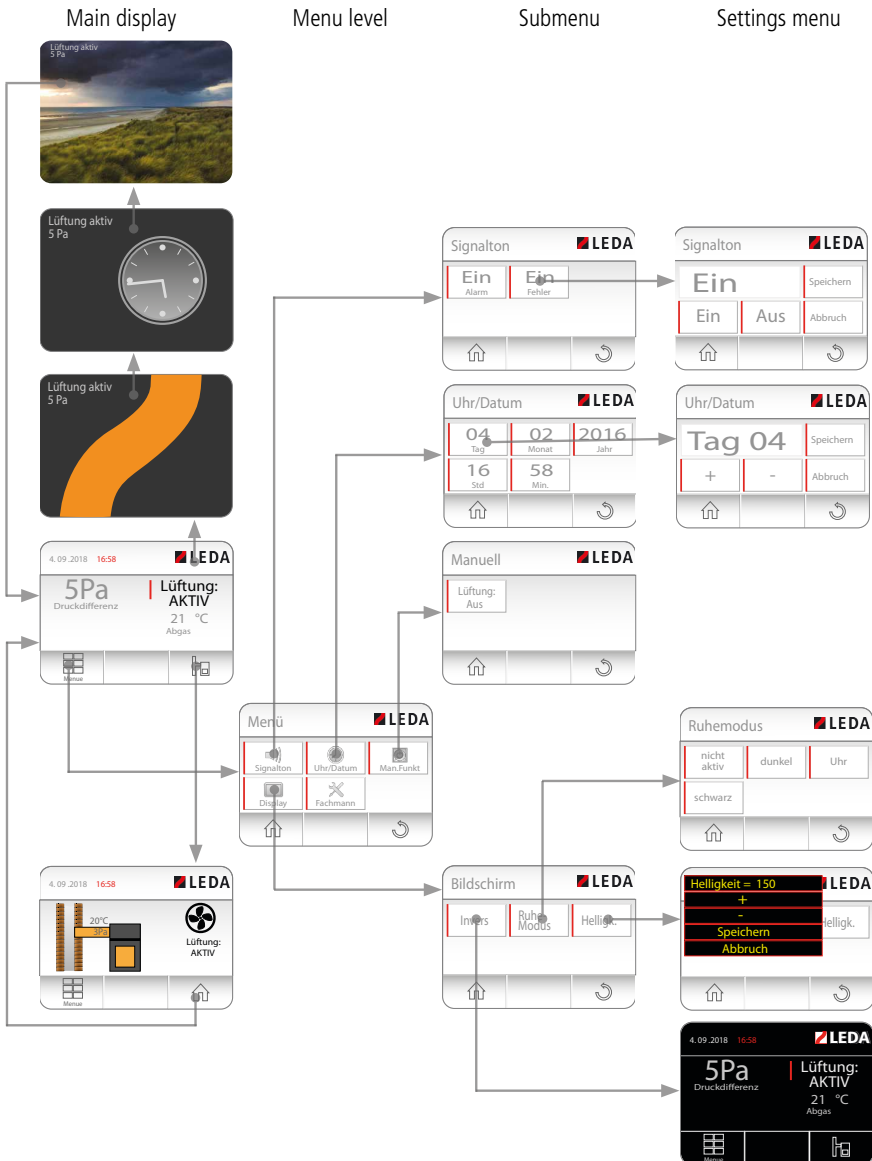 Main display
Menu level
Submenu
Settings menu
Lüftung aktiv
5 Pa
Lüftung aktiv
5 Pa
Lüftung aktiv
5 Pa
4. 09 .2018 16:58 LEDA
5Pa
Druckdifferenz
Lüftung:
AKTIV
21 °C
Abgas
Menue
4. 09 .2018 16:58 LEDA
20°C
3Pa
Lüftung:
AKTIV
Menue
Menü LEDA
Signalton Uhr/Datum Man.Funkt
Display Fachmann
Signalton LEDA
Ein Ein
Alarm Fehler
Uhr/Datum LEDA
04 02 2016
Tag Monat Jahr
16 58
Std Min.
Manuell LEDA
Lüftung:
Aus
Bildschirm LEDA
Invers Ruhe- Helligk.
Modus
Signalton LEDA
Ein Speichern
Ein Aus Abbruch
Uhr/Datum LEDA
Tag 04 Speichern
+ - Abbruch
Ruhemodus LEDA
nicht
aktiv
dunkel Uhr
schwarz
Helligkeit = 150 LEDA
+
-
Speichern
Abbruch
Helligk.
4. 09 .2018 16:58 LEDA
5Pa
Druckdifferenz
Lüftung:
AKTIV
21 °C
Abgas
Menue